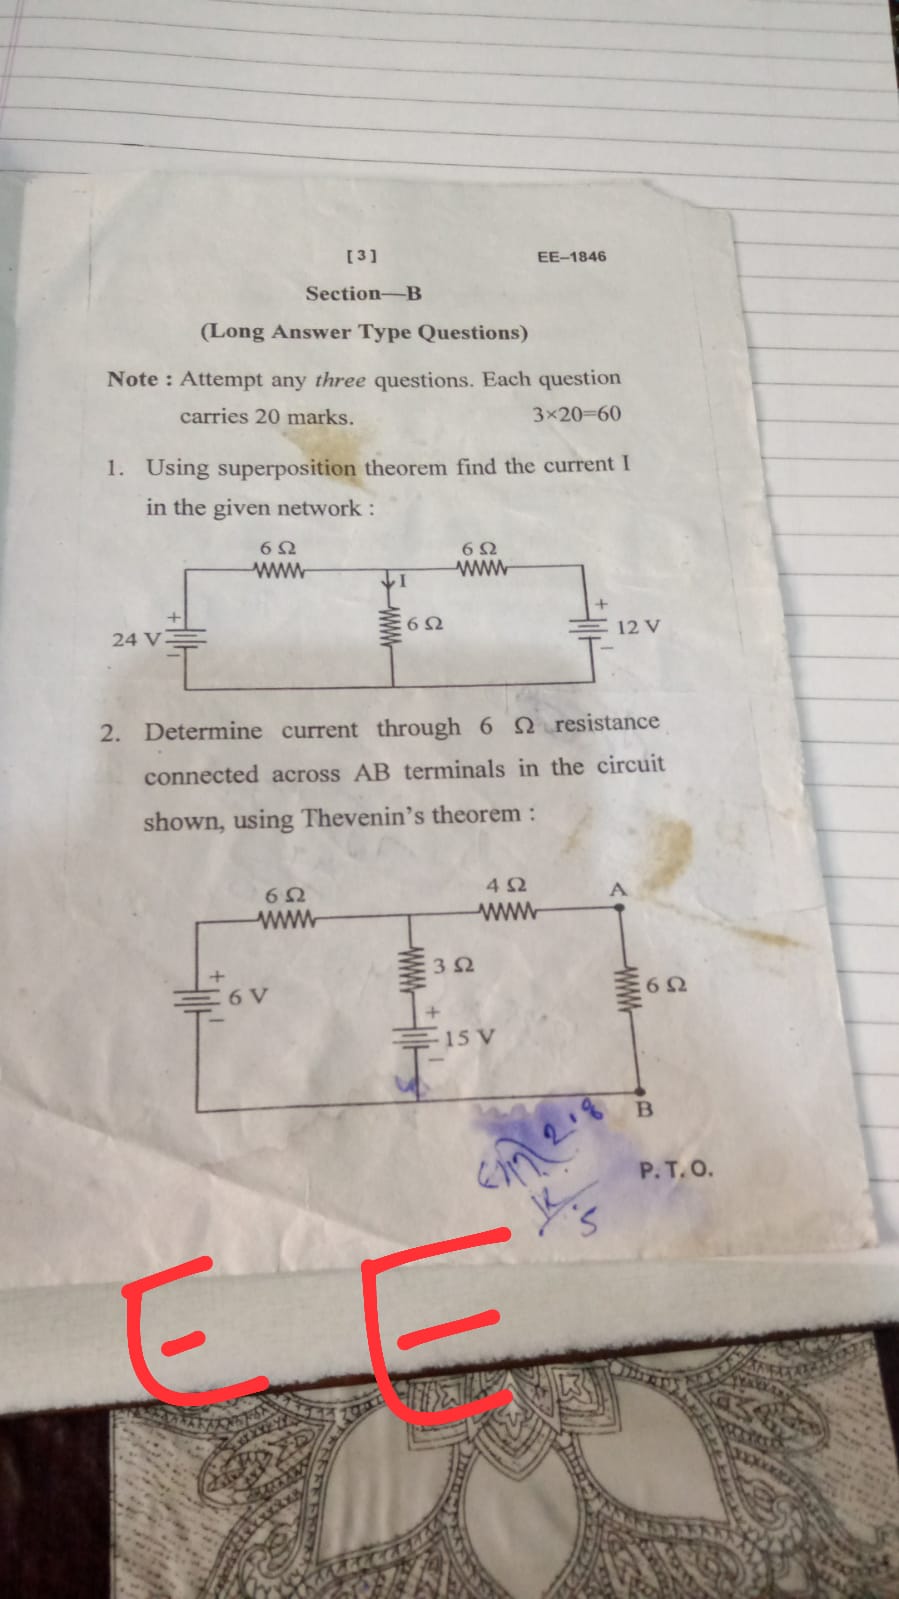 [ 3 ]
EE–1846
Section—B
(Long Answer Type Questions)
Note : Attempt any three questions. Each question
carries 20 marks.
3×20=60
1. Using superposition theorem find the current I
in the given network :
6 Ω
6 Ω
I
6 Ω
+
24 V
–
+
12 V
–
2. Determine current through 6 Ω resistance
connected across AB terminals in the circuit
shown, using Thevenin's theorem :
6 Ω
4 Ω
A
3 Ω
6 Ω
+
6 V
–
+
15 V
–
B
P. T. O.
E E